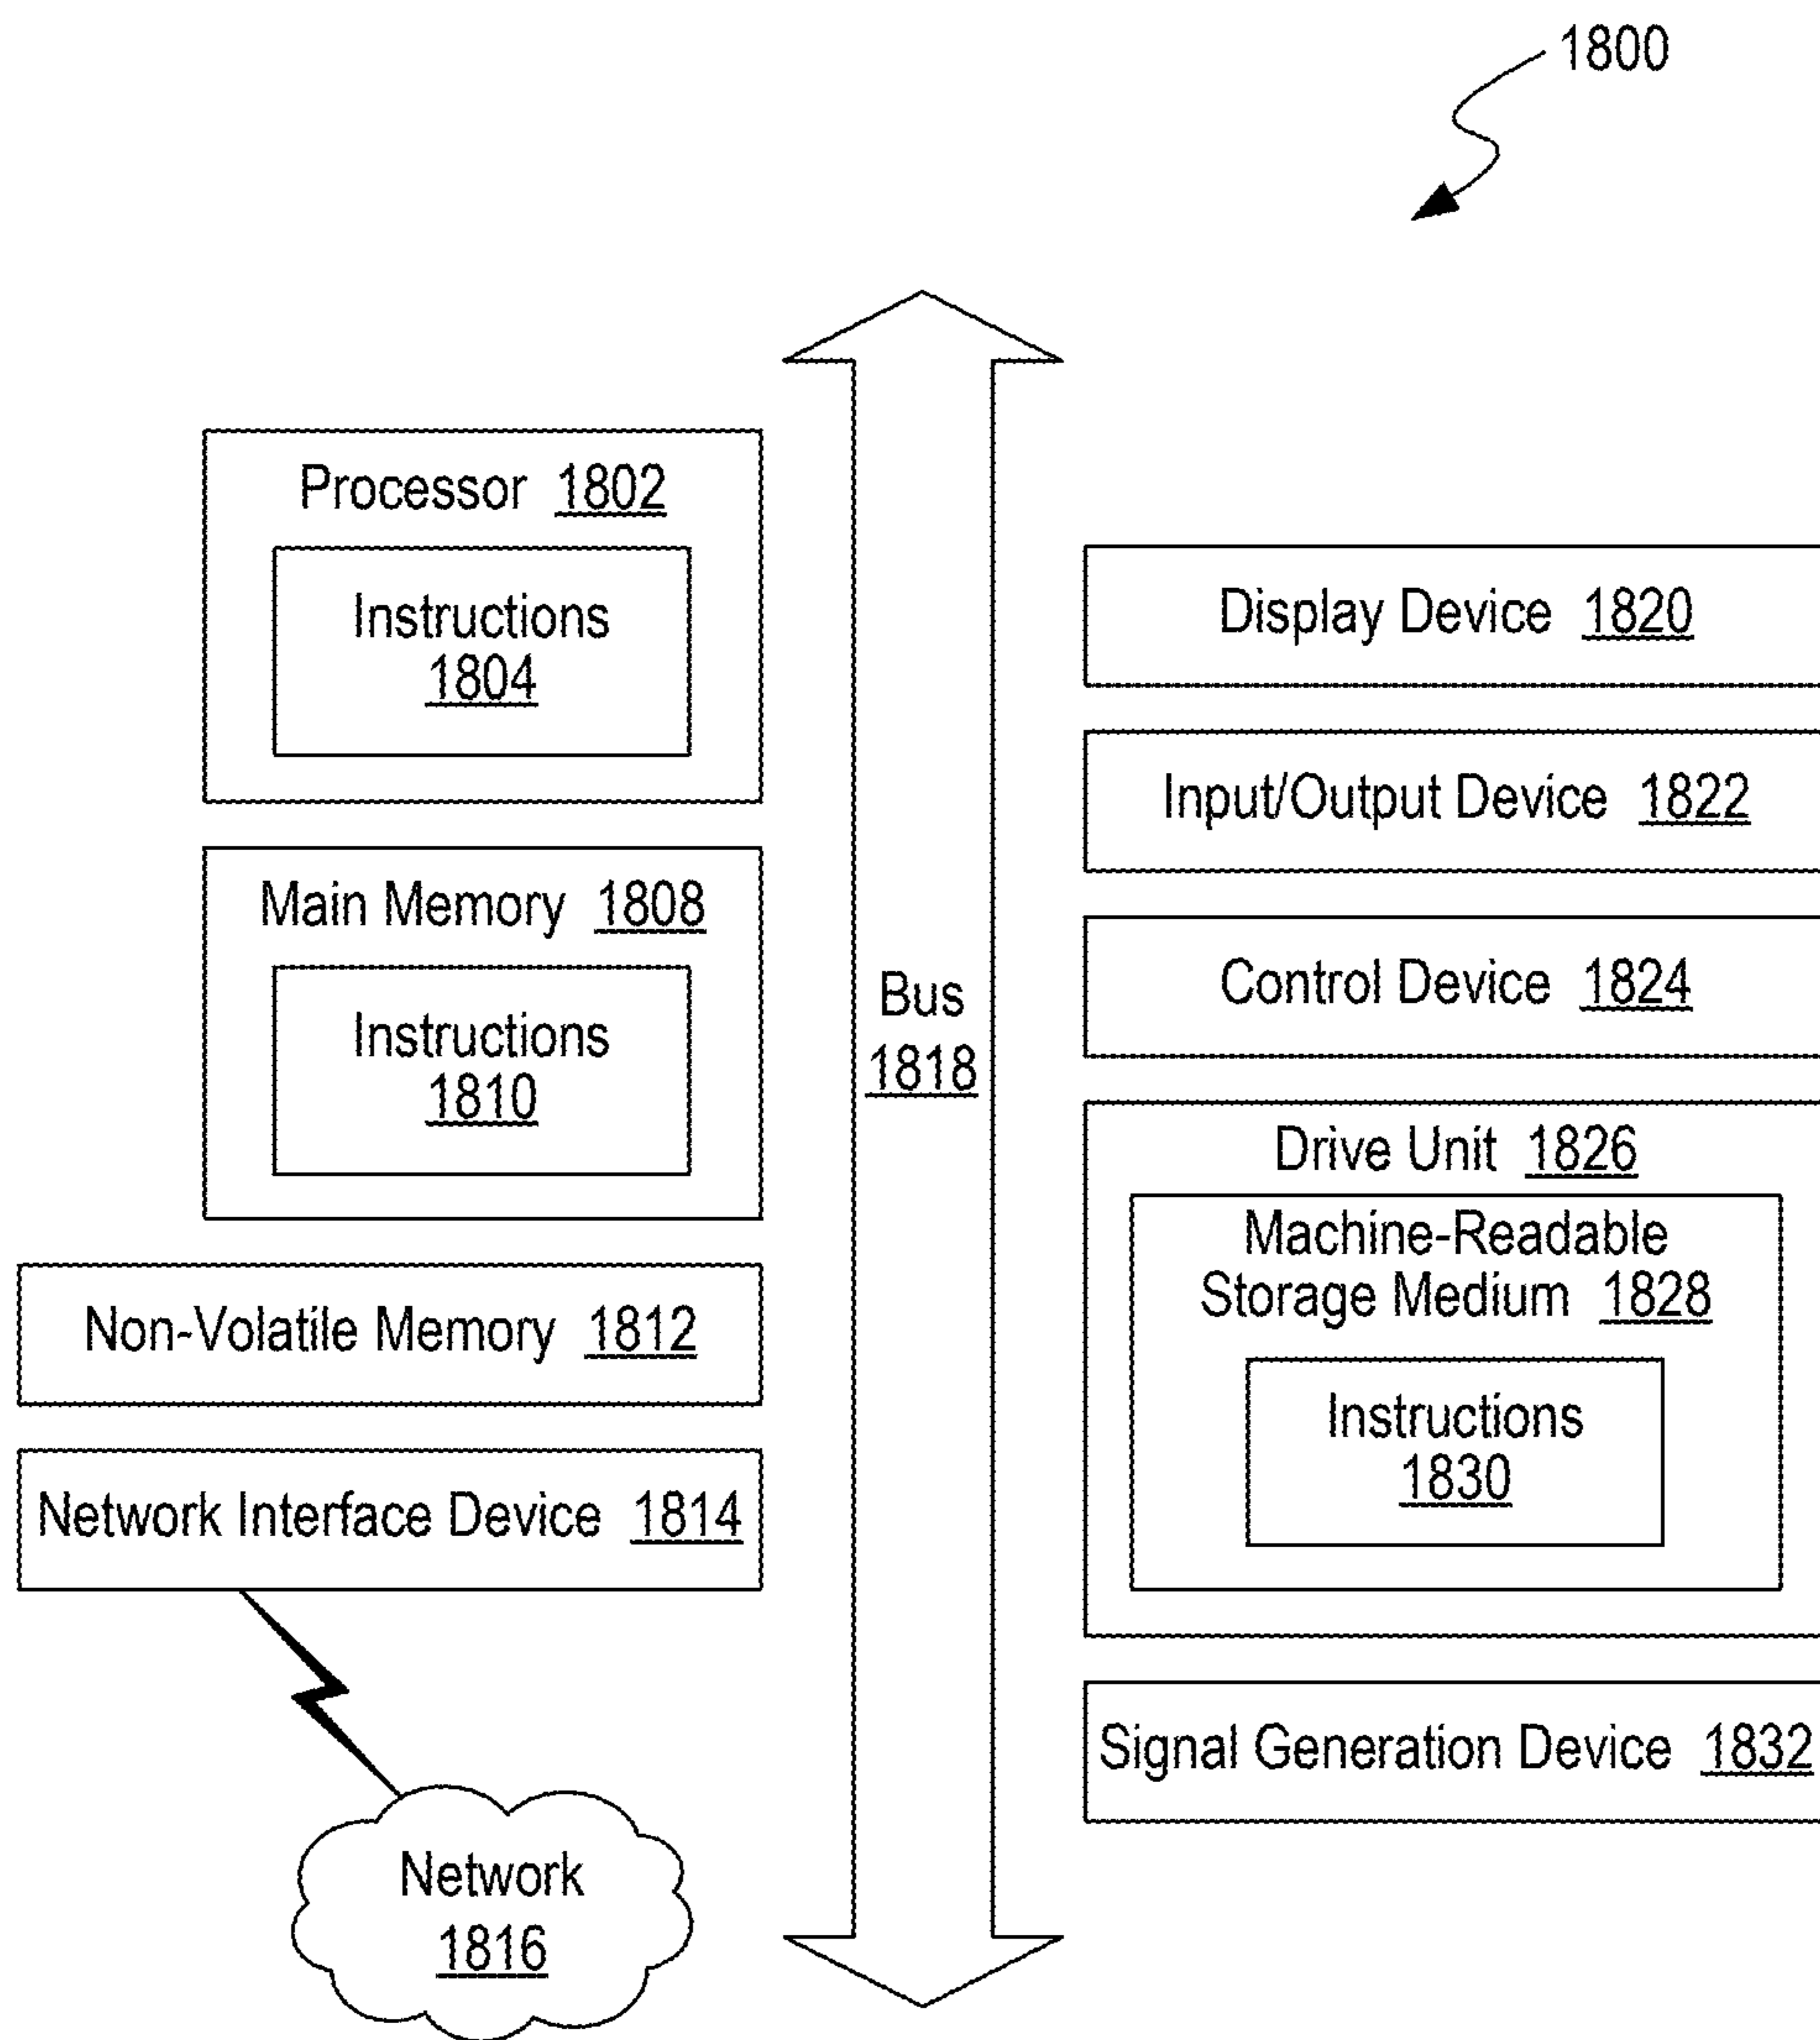 1800
Processor 1802
Instructions
1804
Main Memory 1808
Instructions
1810
Non-Volatile Memory 1812
Network Interface Device 1814
Network
1816
Bus
1818
Display Device 1820
Input/Output Device 1822
Control Device 1824
Drive Unit 1826
Machine-Readable
Storage Medium 1828
Instructions
1830
Signal Generation Device 1832